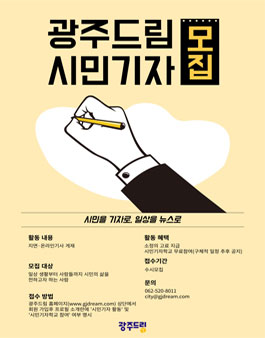 광주드림
시민기자
모집
시민을 기자로, 일상을 뉴스로
활동 내용
지면·온라인기사 게재
모집 대상
일상 생활부터 사람들까지 시민의 삶을
전하고자 하는 사람
접수 방법
광주드림 홈페이지(www.gjdream.com) 상단에서
회원 가입후 프로필 소개란에 '시민기자 활동' 및
'시민기자학교 참여' 여부 명시
활동 혜택
소정의 고료 지급
시민기자학교 무료참여(구체적 일정 추후 공지)
접수기간
수시모집
문의
062-520-8011
city@gjdream.com
광주드림